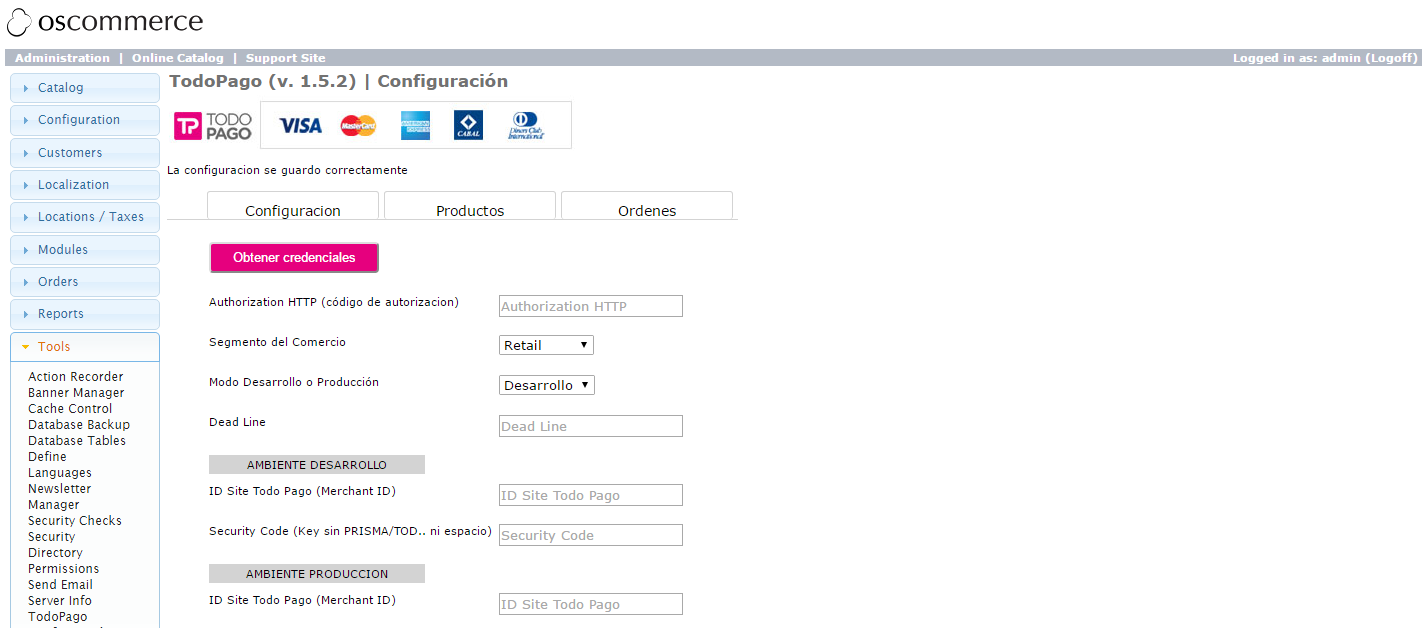 oscommerce
Administration | Online Catalog | Support Site
Logged in as: admin (Logoff)
Catalog
Configuration
Customers
Localization
Locations / Taxes
Modules
Orders
Reports
Tools
Action Recorder
Banner Manager
Cache Control
Database Backup
Database Tables
Define
Languages
Newsletter
Manager
Security Checks
Security
Directory
Permissions
Send Email
Server Info
TodoPago
TodoPago (v. 1.5.2) | Configuración
TP TODO
PAGO
VISA
MasterCard
AMERICAN
EXPRESS
CABAL
Diners Club
International
La configuracion se guardo correctamente
Configuracion
Productos
Ordenes
Obtener credenciales
Authorization HTTP (código de autorizacion)
Authorization HTTP
Segmento del Comercio
Retail
Modo Desarrollo o Producción
Desarrollo
Dead Line
Dead Line
AMBIENTE DESARROLLO
ID Site Todo Pago (Merchant ID)
ID Site Todo Pago
Security Code (Key sin PRISMA/TOD.. ni espacio)
Security Code
AMBIENTE PRODUCCION
ID Site Todo Pago (Merchant ID)
ID Site Todo Pago